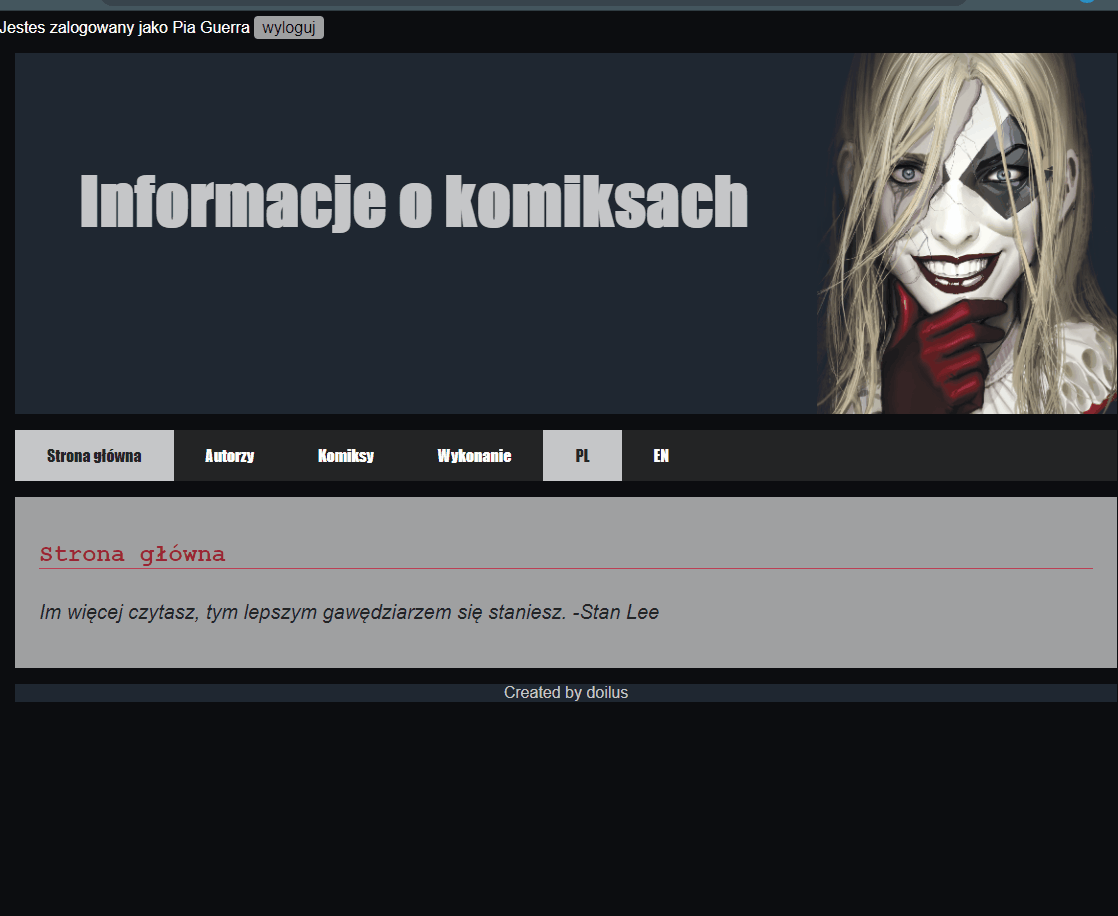 Jestes zalogowany jako Pia Guerra wyloguj
Informacje o komiksach
Strona główna Autorzy Komiksy Wykonanie PL EN
Strona główna
Im więcej czytasz, tym lepszym gawędziarzem się staniesz. -Stan Lee
Created by doilus